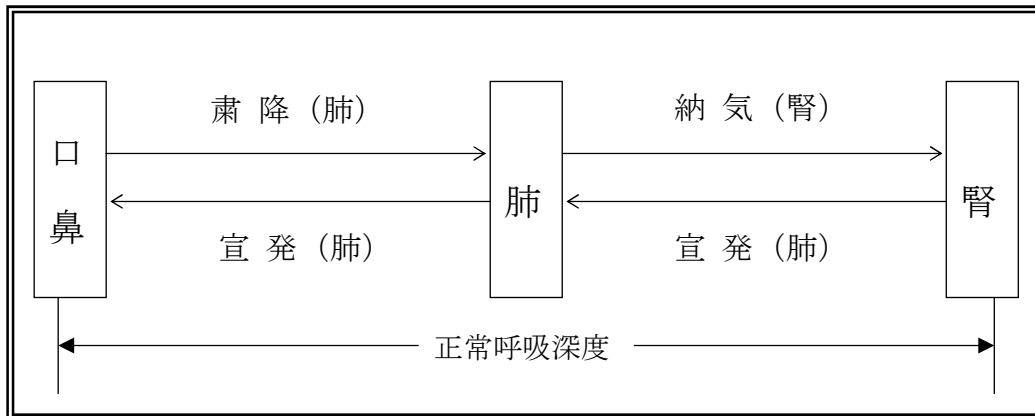 肃 降（肺）
納 気（腎）
口
鼻
肺
腎
宣 発（肺）
宣 発（肺）
正常呼吸深度